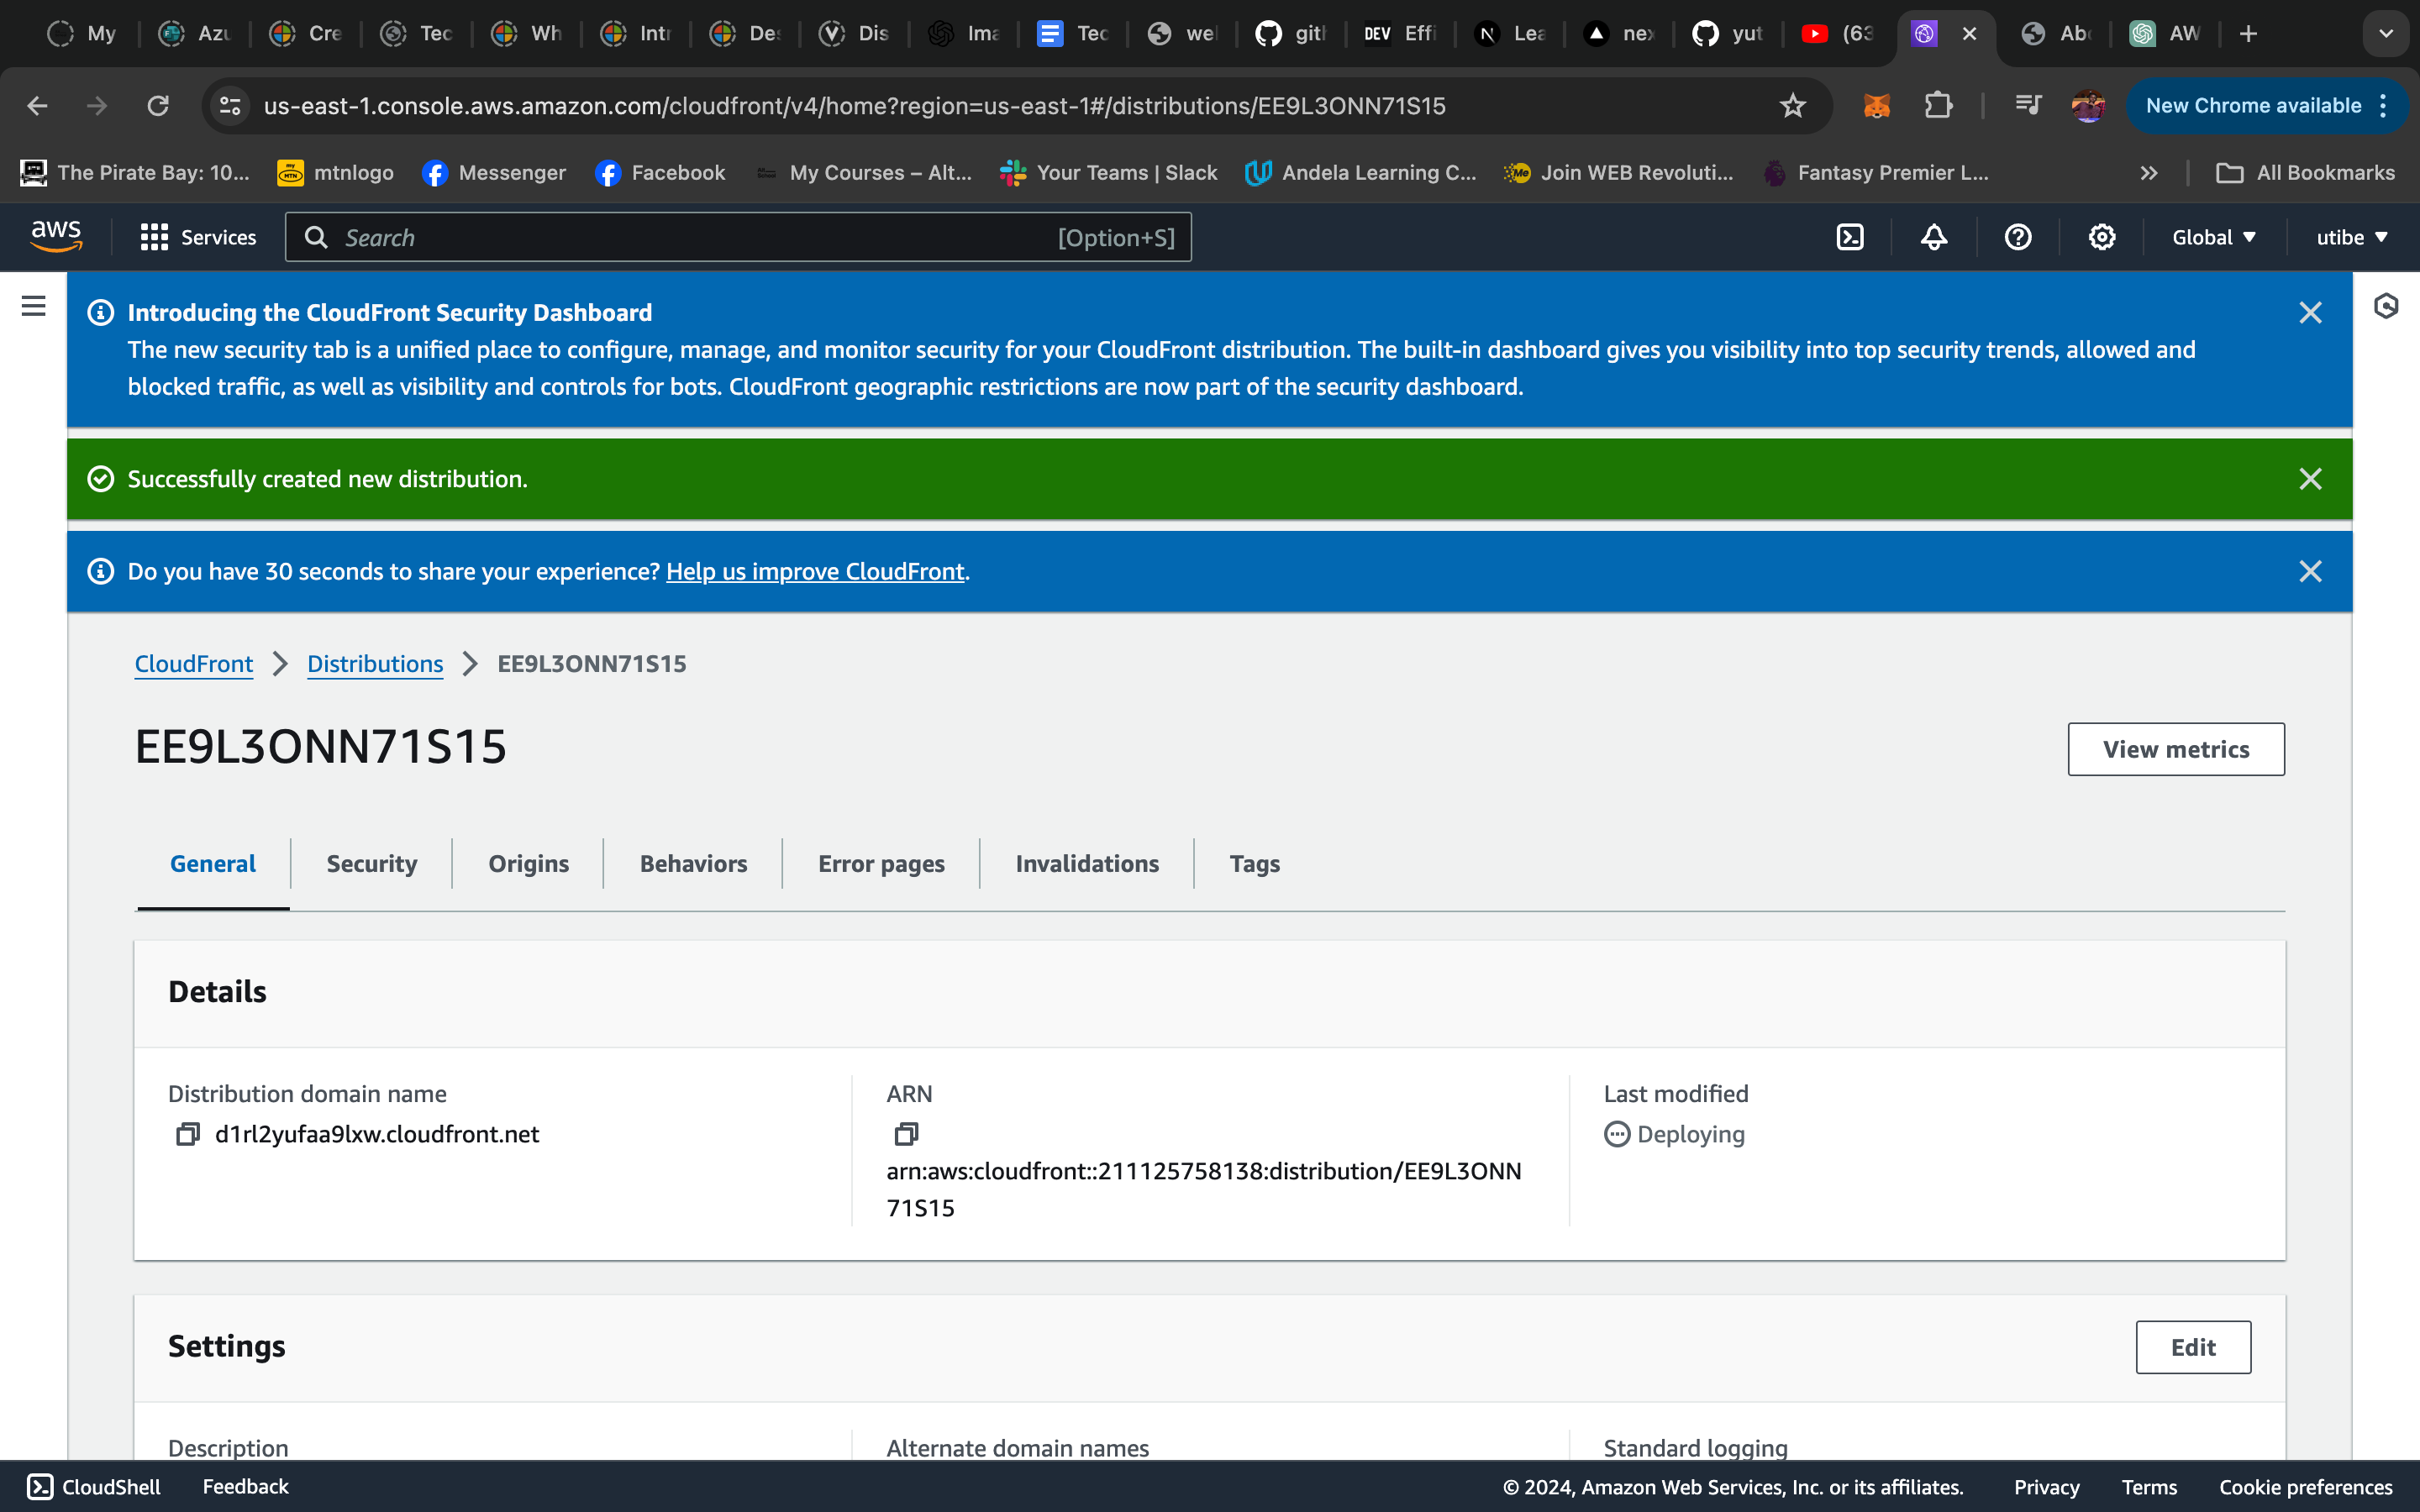 My
Azu
Cre
Tec
Wh
Intr
Des
Dis
Ima
Tec
wel
gith
DEV Effi
N Lea
nex
yut
(63
Abo
AW
us-east-1.console.aws.amazon.com/cloudfront/v4/home?region=us-east-1#/distributions/EE9L3ONN71S15
New Chrome available
The Pirate Bay: 10...
mtnlogo
Messenger
Facebook
My Courses – Alt...
Your Teams | Slack
Andela Learning C...
Join WEB Revoluti...
Fantasy Premier L...
All Bookmarks
aws
Services
Search
[Option+S]
Global
utibe
Introducing the CloudFront Security Dashboard
The new security tab is a unified place to configure, manage, and monitor security for your CloudFront distribution. The built-in dashboard gives you visibility into top security trends, allowed and
blocked traffic, as well as visibility and controls for bots. CloudFront geographic restrictions are now part of the security dashboard.
Successfully created new distribution.
Do you have 30 seconds to share your experience? Help us improve CloudFront.
CloudFront
Distributions
EE9L3ONN71S15
EE9L3ONN71S15
View metrics
General
Security
Origins
Behaviors
Error pages
Invalidations
Tags
Details
Distribution domain name
d1rl2yufaa9lxw.cloudfront.net
ARN
arn:aws:cloudfront::211125758138:distribution/EE9L3ONN
71S15
Last modified
Deploying
Settings
Edit
Description
Alternate domain names
Standard logging
CloudShell
Feedback
© 2024, Amazon Web Services, Inc. or its affiliates.
Privacy
Terms
Cookie preferences